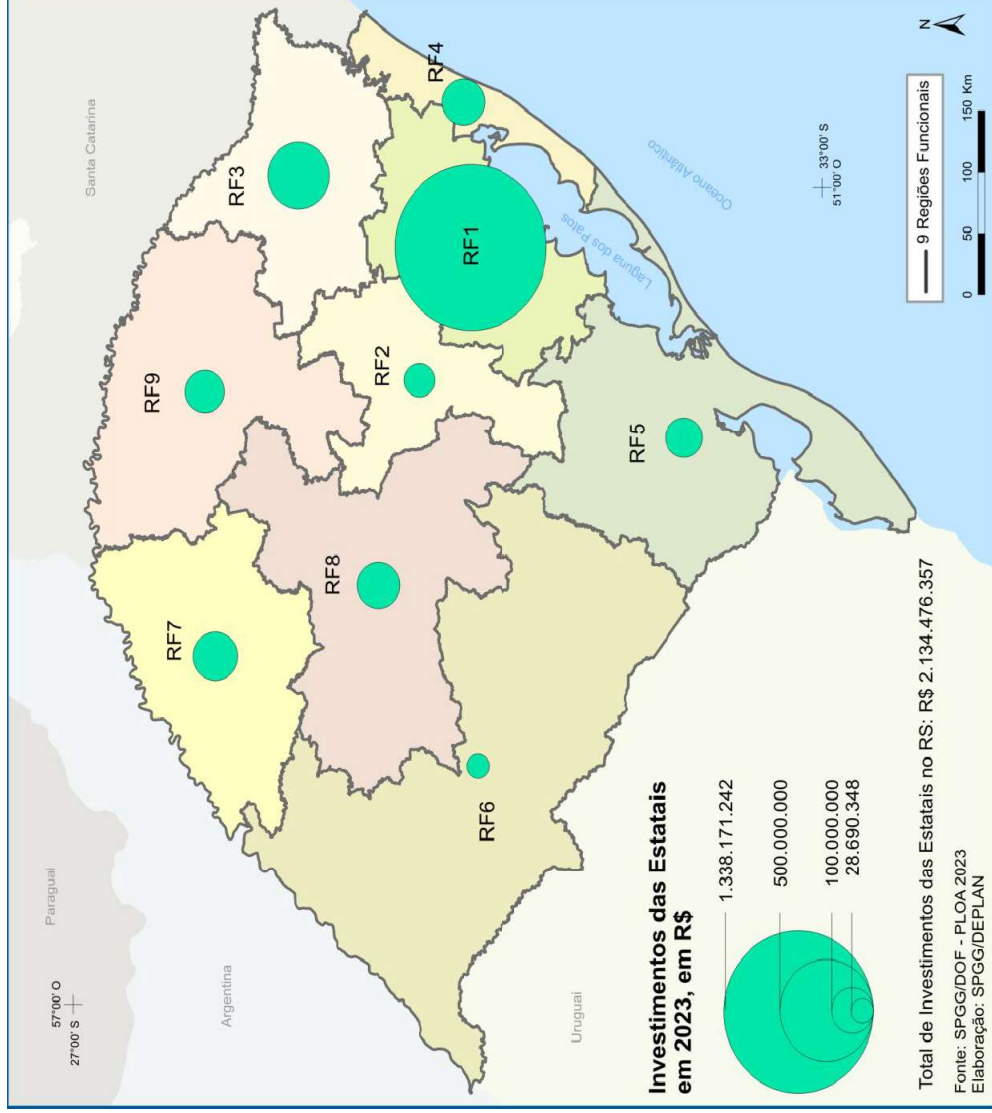 57°00' O
27°00' S
Paraguai
Santa Catarina
Argentina
RF9
RF3
RF7
RF4
RF2
RF8
RF1
RF6
RF5
Laguna dos Patos
Oceano Atlântico
Uruguai
33°00' S
51°00' O
N
Investimentos das Estatais
em 2023, em R$
1.338.171.242
500.000.000
100.000.000
28.690.348
9 Regiões Funcionais
0 50 100 150 Km
Total de Investimentos das Estatais no RS: R$ 2.134.476.357
Fonte: SPGG/DOF - PLOA 2023
Elaboração: SPGG/DEPLAN